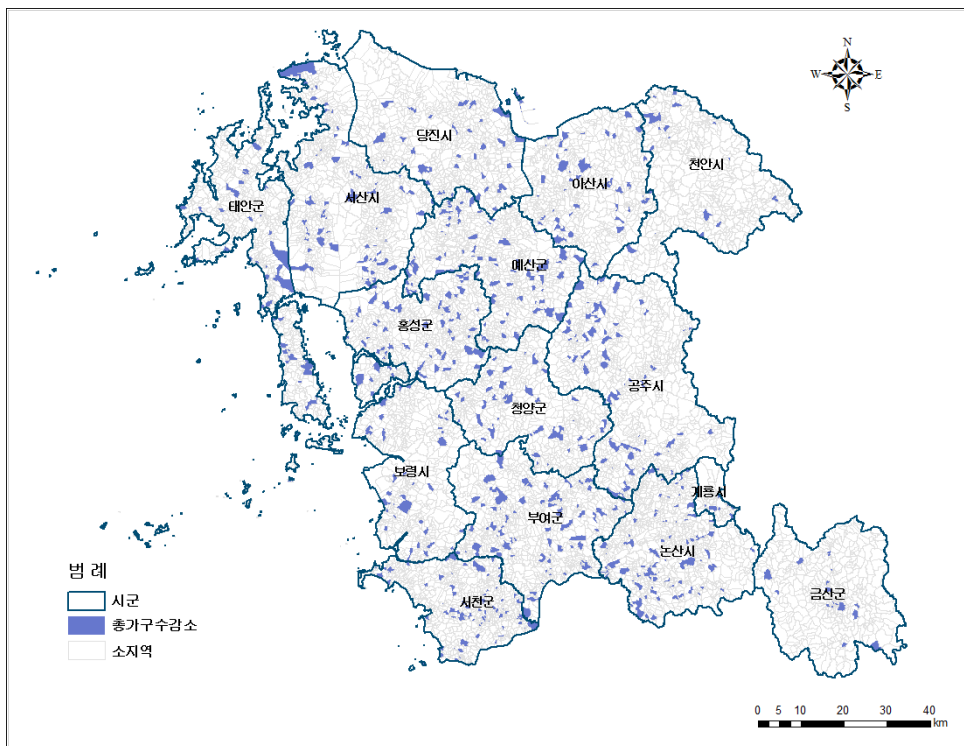 N
W E
S
당진시
천안시
아산시
서산시
태안군
예산군
홍성군
공주시
청양군
보령시
계룡시
부여군
논산시
금산군
서천군
범 례
시군
총가구수감소
소지역
0 5 10 20 30 40
km